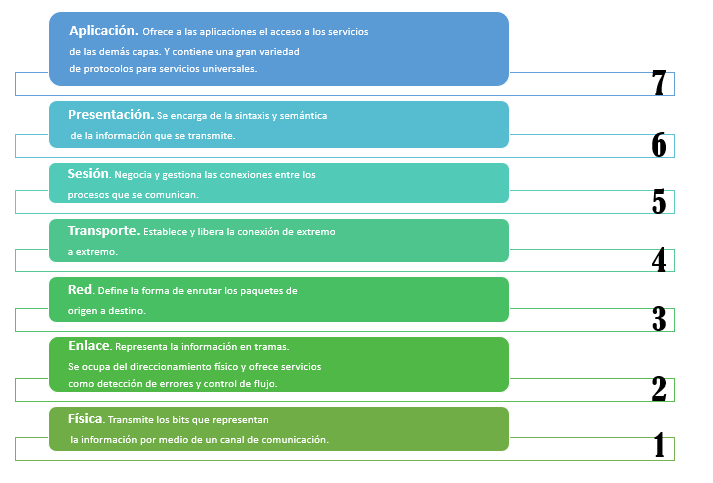 Aplicación. Ofrece a las aplicaciones el acceso a los servicios
de las demás capas. Y contiene una gran variedad
de protocolos para servicios universales.
7
Presentación. Se encarga de la sintaxis y semántica
de la información que se transmite.
6
Sesión. Negocia y gestiona las conexiones entre los
procesos que se comunican.
5
Transporte. Establece y libera la conexión de extremo
a extremo.
4
Red. Define la forma de enrutar los paquetes de
origen a destino.
3
Enlace. Representa la información en tramas.
Se ocupa del direccionamiento físico y ofrece servicios
como detección de errores y control de flujo.
2
Física. Transmite los bits que representan
la información por medio de un canal de comunicación.
1